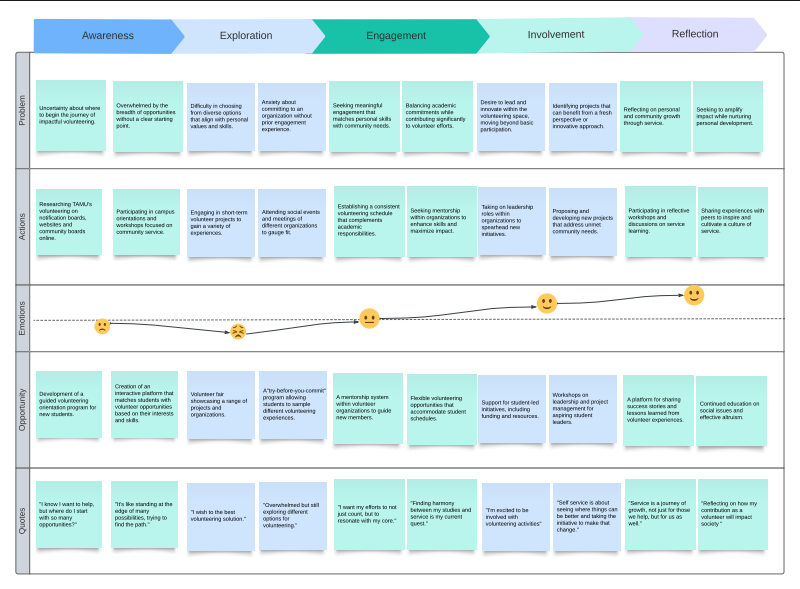 Awareness
Exploration
Engagement
Involvement
Reflection
Problem
Uncertainty about where
to begin the journey of
impactful volunteering.
Overwhelmed by the
breadth of opportunities
without a clear starting
point.
Difficulty in choosing
from diverse options
that align with personal
values and skills.
Anxiety about
committing to an
organization without
prior engagement
experience.
Seeking meaningful
engagement that
matches personal skills
with community needs.
Balancing academic
commitments while
contributing significantly
to volunteer efforts.
Desire to lead and
innovate within the
volunteering space,
moving beyond basic
participation.
Identifying projects that
can benefit from a fresh
perspective or
innovative approach.
Reflecting on personal
and community growth
through service.
Seeking to amplify
impact while nurturing
personal development.
Actions
Researching TAMU's
volunteering on
notification boards,
websites and
community boards
online.
Participating in campus
orientations and
workshops focused on
community service.
Engaging in short-term
volunteer projects to
gain a variety of
experiences.
Attending social events
and meetings of
different organizations
to gauge fit.
Establishing a consistent
volunteering schedule
that complements
academic
responsibilities.
Seeking mentorship
within organizations to
enhance skills and
maximize impact.
Taking on leadership
roles within
organizations to
spearhead new
initiatives.
Proposing and
developing new projects
that address unmet
community needs.
Participating in reflective
workshops and
discussions on service
learning.
Sharing experiences with
peers to inspire and
cultivate a culture of
service.
Emotions
Opportunity
Development of a
guided volunteering
orientation program for
new students.
Creation of an
interactive platform that
matches students with
volunteer opportunities
based on their interests
and skills.
Volunteer fair
showcasing a range of
projects and
organizations.
A"try-before-you-commit"
program allowing
students to sample
different volunteering
experiences.
A mentorship system
within volunteer
organizations to guide
new members.
Flexible volunteering
opportunities that
accommodate student
schedules.
Support for student-led
initiatives, including
funding and resources.
Workshops on
leadership and project
management for
aspiring student
leaders.
A platform for sharing
success stories and
lessons learned from
volunteer experiences.
Continued education on
social issues and
effective altruism.
Quotes
"I know I want to help,
but where do I start
with so many
opportunities?"
"It's like standing at the
edge of many
possibilities, trying to
find the path."
"I wish to the best
volunteering solution."
"Overwhelmed but still
exploring different
options for
volunteering."
"I want my efforts to not
just count, but to
resonate with my core."
"Finding harmony
between my studies and
service is my current
quest."
"I'm excited to be
involved with
volunteering activities"
"Self service is about
seeing where things can
be better and taking the
initiative to make that
change."
"Service is a journey of
growth, not just for those
we help, but for us as
well."
"Reflecting on how my
contribution as a
volunteer will impact
society "